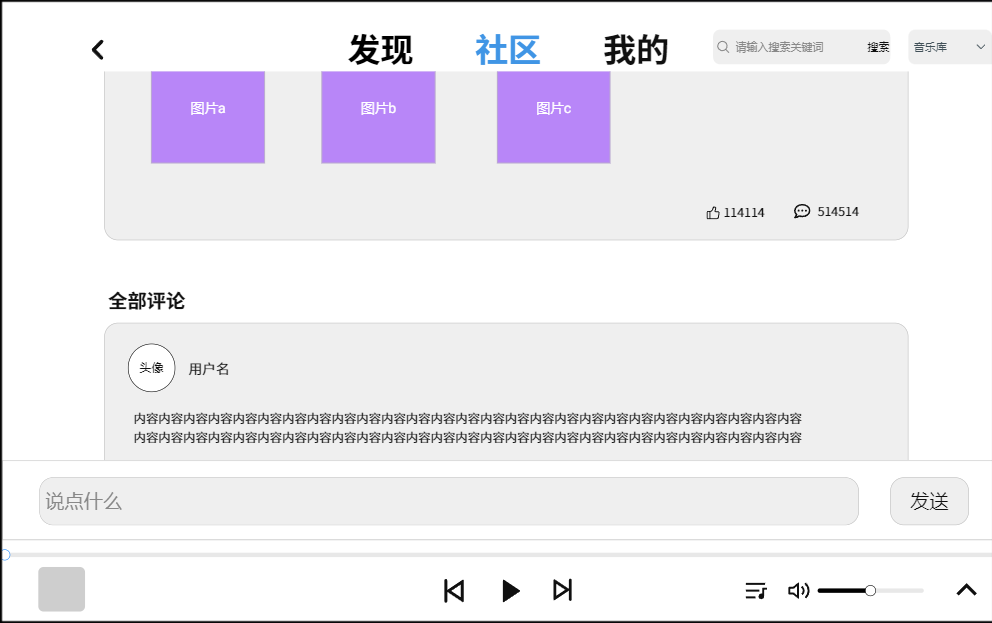 发现 社区 我的 请输入搜索关键词 搜索 音乐库
图片a 图片b 图片c
114114 514514
全部评论
头像 用户名
内容内容内容内容内容内容内容内容内容内容内容内容内容内容内容内容内容内容内容内容内容内容内容内容内容内容内容
内容内容内容内容内容内容内容内容内容内容内容内容内容内容内容内容内容内容内容内容内容内容内容内容内容内容内容
说点什么 发送